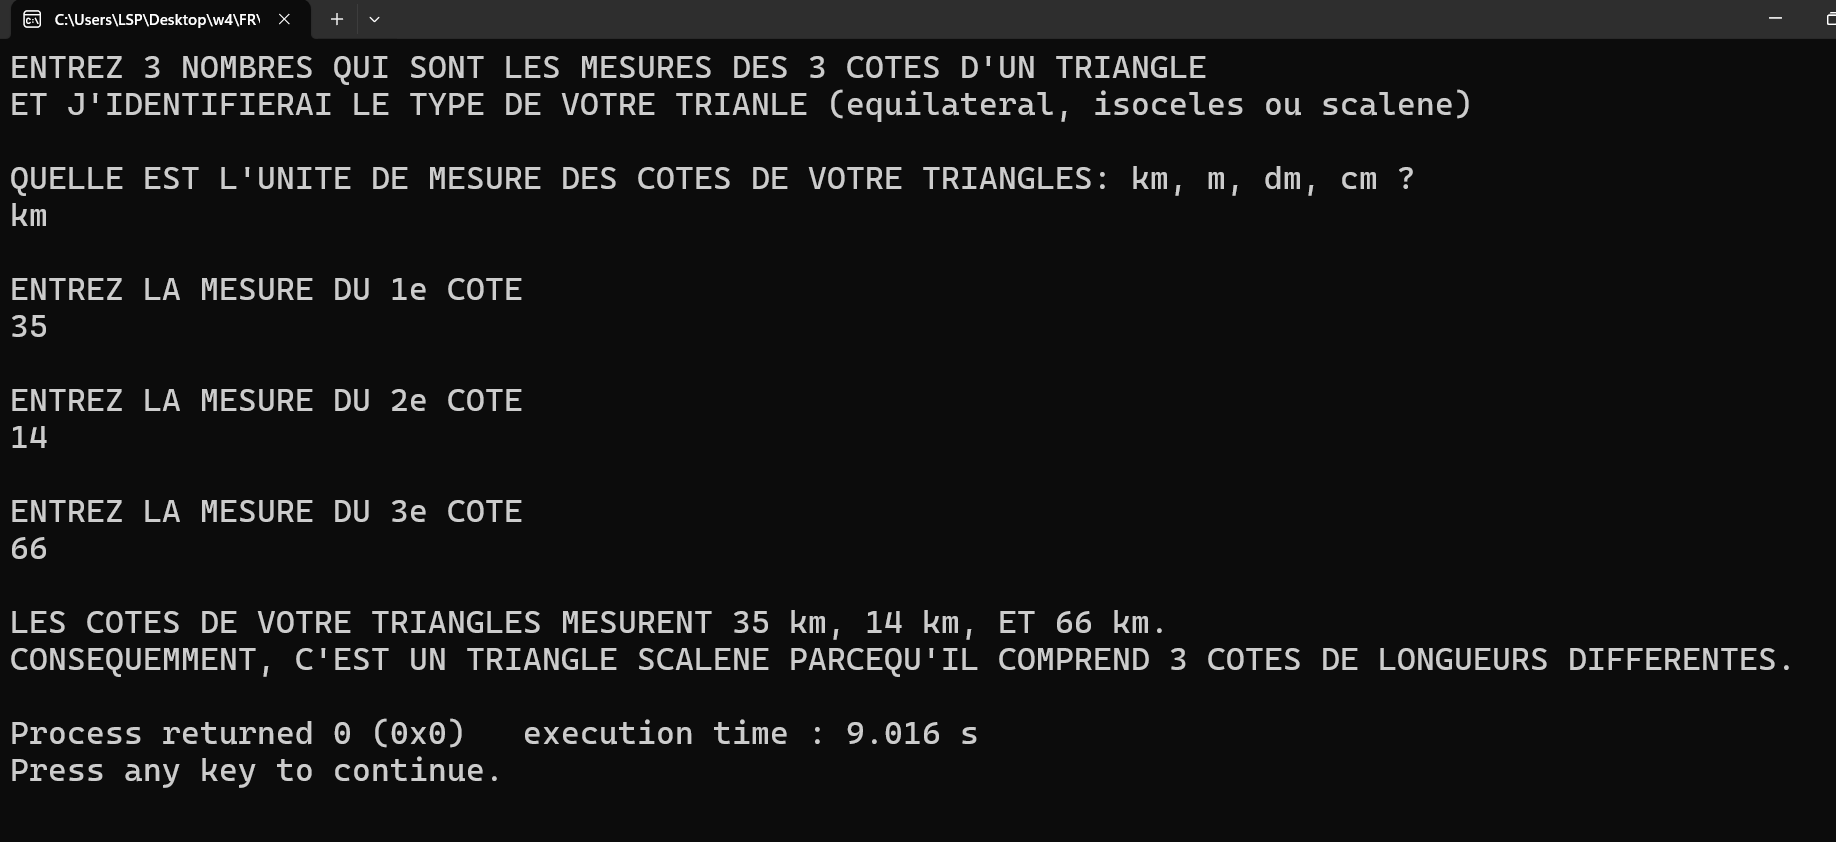 C:\Users\LSP\Desktop\w4\FR\
ENTREZ 3 NOMBRES QUI SONT LES MESURES DES 3 COTES D'UN TRIANGLE
ET J'IDENTIFIERAI LE TYPE DE VOTRE TRIANLE (equilateral, isoceles ou scalene)
QUELLE EST L'UNITE DE MESURE DES COTES DE VOTRE TRIANGLES: km, m, dm, cm ?
km
ENTREZ LA MESURE DU 1e COTE
35
ENTREZ LA MESURE DU 2e COTE
14
ENTREZ LA MESURE DU 3e COTE
66
LES COTES DE VOTRE TRIANGLES MESURENT 35 km, 14 km, ET 66 km.
CONSEQUEMMENT, C'EST UN TRIANGLE SCALENE PARCEQU'IL COMPREND 3 COTES DE LONGUEURS DIFFERENTES.
Process returned 0 (0x0)   execution time : 9.016 s
Press any key to continue.